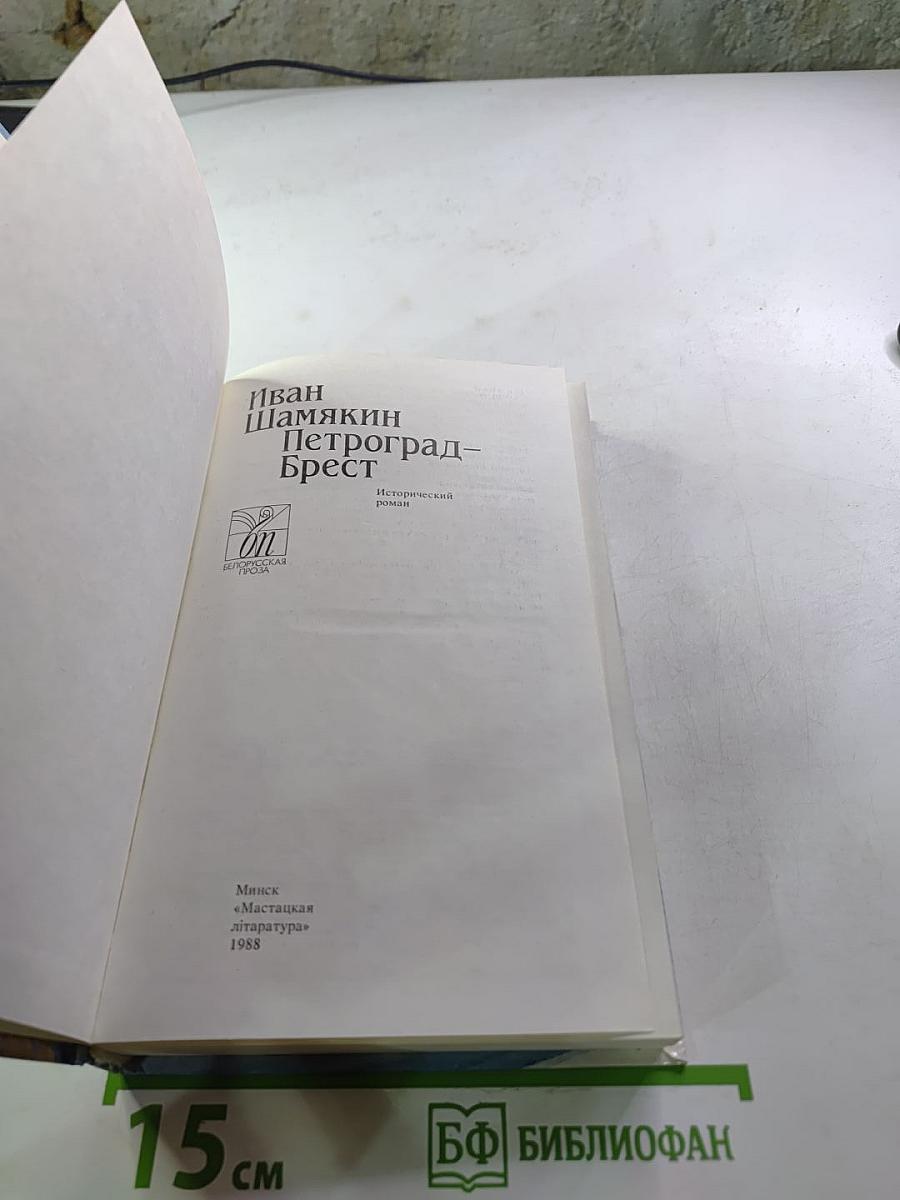 Иван
Шамякин
Петроград–
Брест
Исторический
роман
бп
БЕЛОРУССКАЯ
ПРОЗА
Минск
«Мастацкая
літаратура»
1988
15 см
БФ БИБЛИОФАН